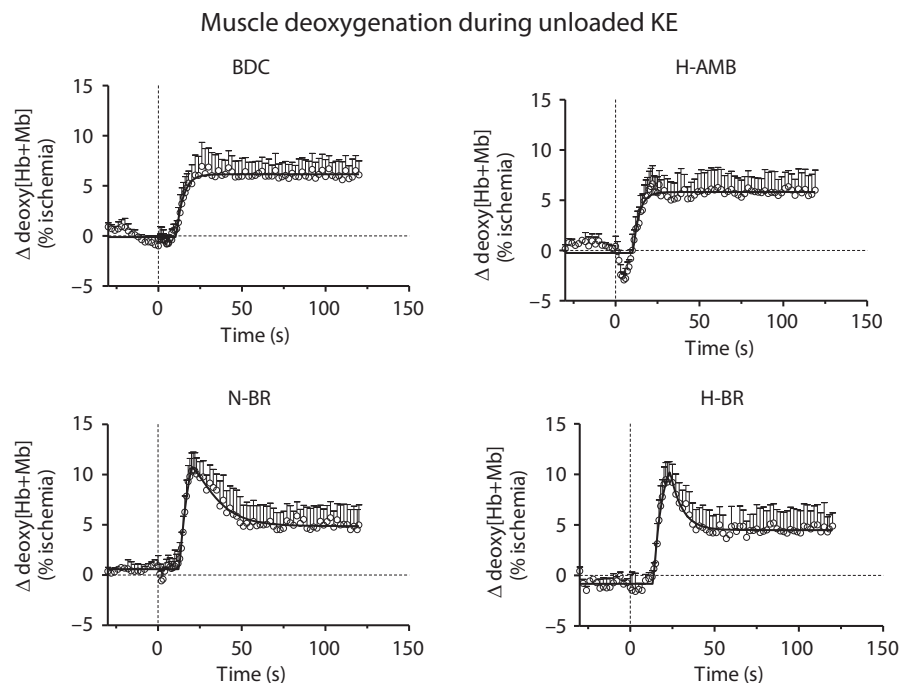 Muscle deoxygenation during unloaded KE
BDC
Δ deoxy[Hb+Mb]
(% ischemia)
15
10
5
0
−5
0
50
100
150
Time (s)
H-AMB
Δ deoxy[Hb+Mb]
(% ischemia)
15
10
5
0
−5
0
50
100
150
Time (s)
N-BR
Δ deoxy[Hb+Mb]
(% ischemia)
15
10
5
0
−5
0
50
100
150
Time (s)
H-BR
Δ deoxy[Hb+Mb]
(% ischemia)
15
10
5
0
−5
0
50
100
150
Time (s)